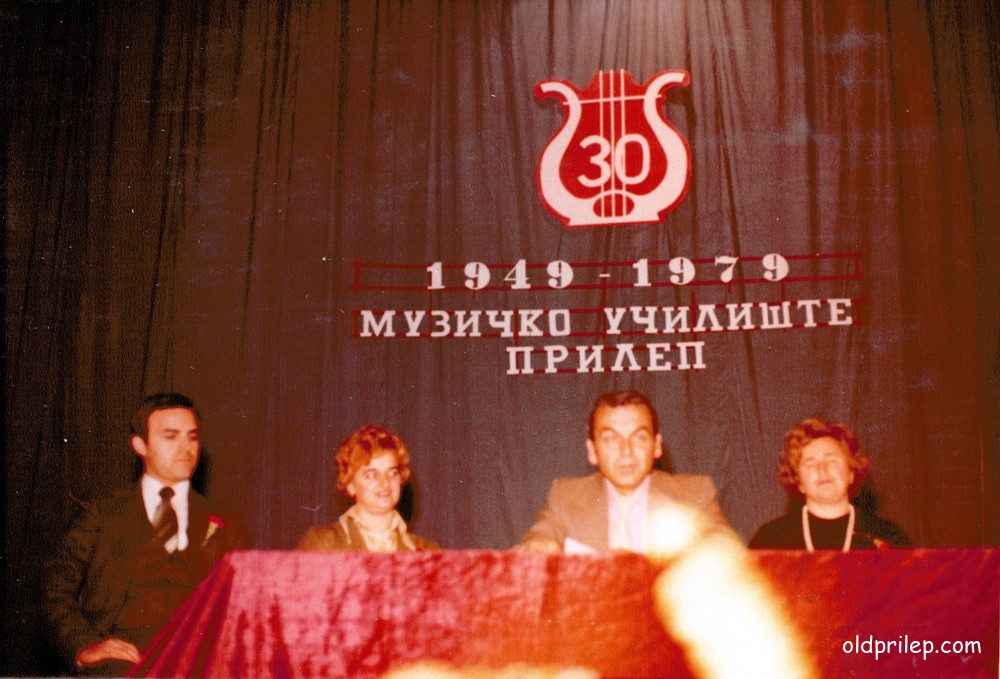 30
1949-1979
МУЗИЧКО УЧИЛИШТЕ
ПРИЛЕП
oldprilep.com